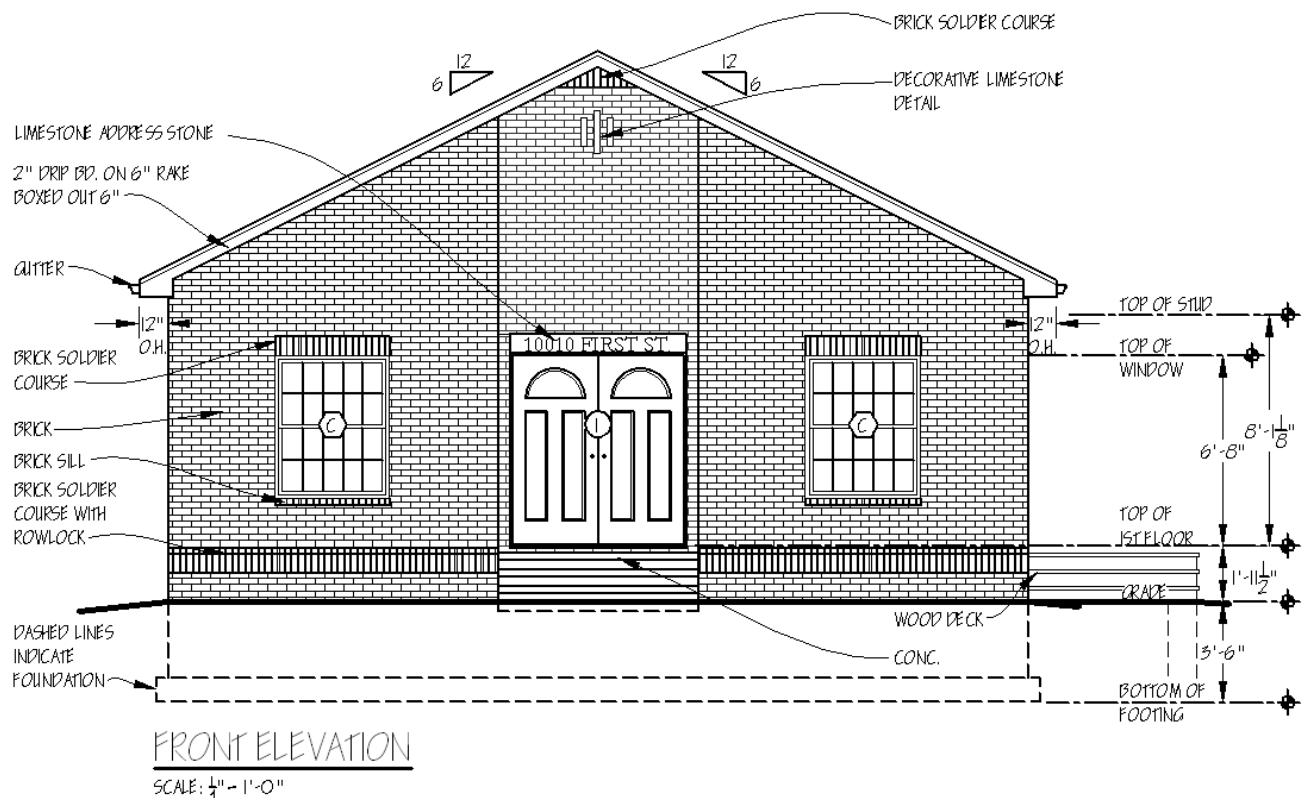 BRICK SOLDIER COURSE
12
6
12
6
DECORATIVE LIMESTONE
DETAIL
LIMESTONE ADDRESS STONE
2" DRIP BD. ON 6" RAKE
BOXED OUT 6"
GUTTER
12"
O.H.
12"
O.H.
TOP OF STUD
TOP OF
WINDOW
10010 FIRST ST.
BRICK SOLDIER
COURSE
BRICK
C
1
C
6'-8"
8'-1 1/8"
BRICK SILL
BRICK SOLDIER
COURSE WITH
ROWLOCK
TOP OF
1ST FLOOR
1'-11 1/2"
GRADE
WOOD DECK
CONC.
DASHED LINES
INDICATE
FOUNDATION
3'-6"
BOTTOM OF
FOOTING
FRONT ELEVATION
SCALE: 1/4" = 1'-0"